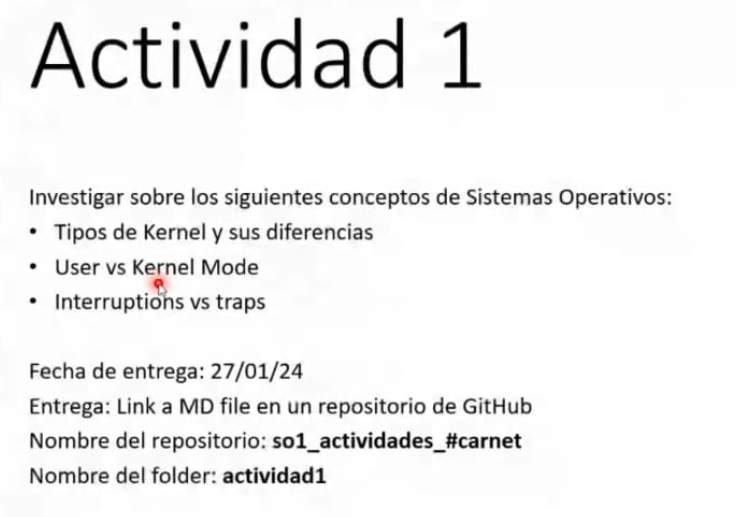 Actividad 1
Investigar sobre los siguientes conceptos de Sistemas Operativos:
• Tipos de Kernel y sus diferencias
• User vs Kernel Mode
• Interruptions vs traps
Fecha de entrega: 27/01/24
Entrega: Link a MD file en un repositorio de GitHub
Nombre del repositorio: so1_actividades_#carnet
Nombre del folder: actividad1